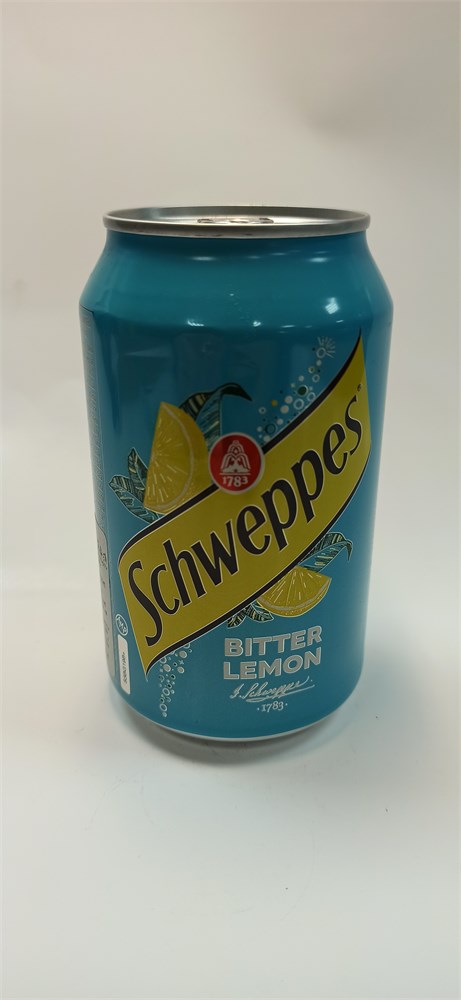 1783
Schweppes
BITTER
LEMON
J. Schweppe.
·1783·